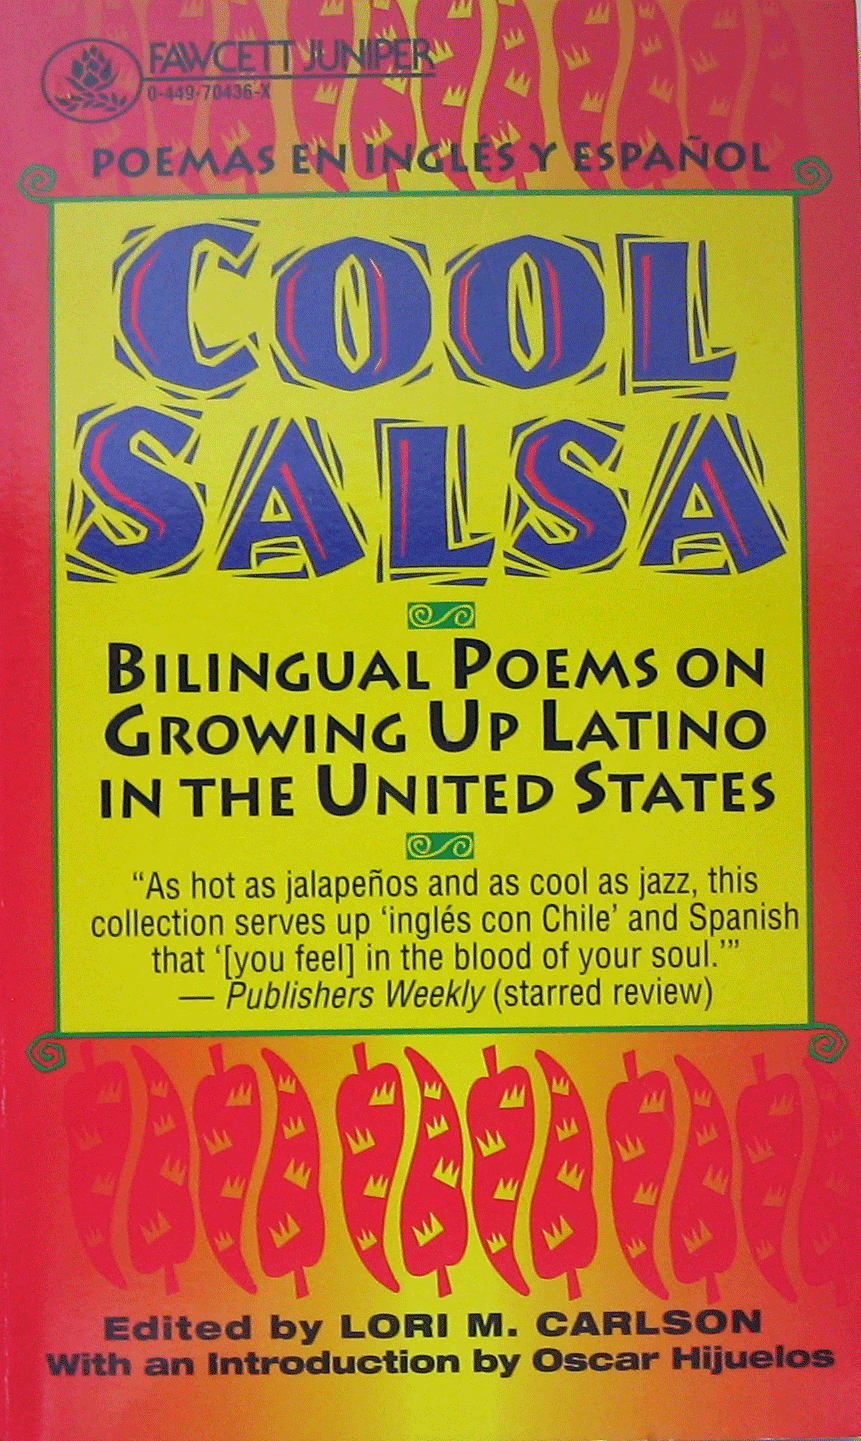 FAWCETT JUNIPER
0-449-70436-X
POEMAS EN INGLÉS Y ESPAÑOL
COOL
SALSA
BILINGUAL POEMS ON
GROWING UP LATINO
IN THE UNITED STATES
“As hot as jalapeños and as cool as jazz, this
collection serves up ‘inglés con Chile’ and Spanish
that ‘[you feel] in the blood of your soul.’”
— Publishers Weekly (starred review)
Edited by LORI M. CARLSON
With an Introduction by Oscar Hijuelos